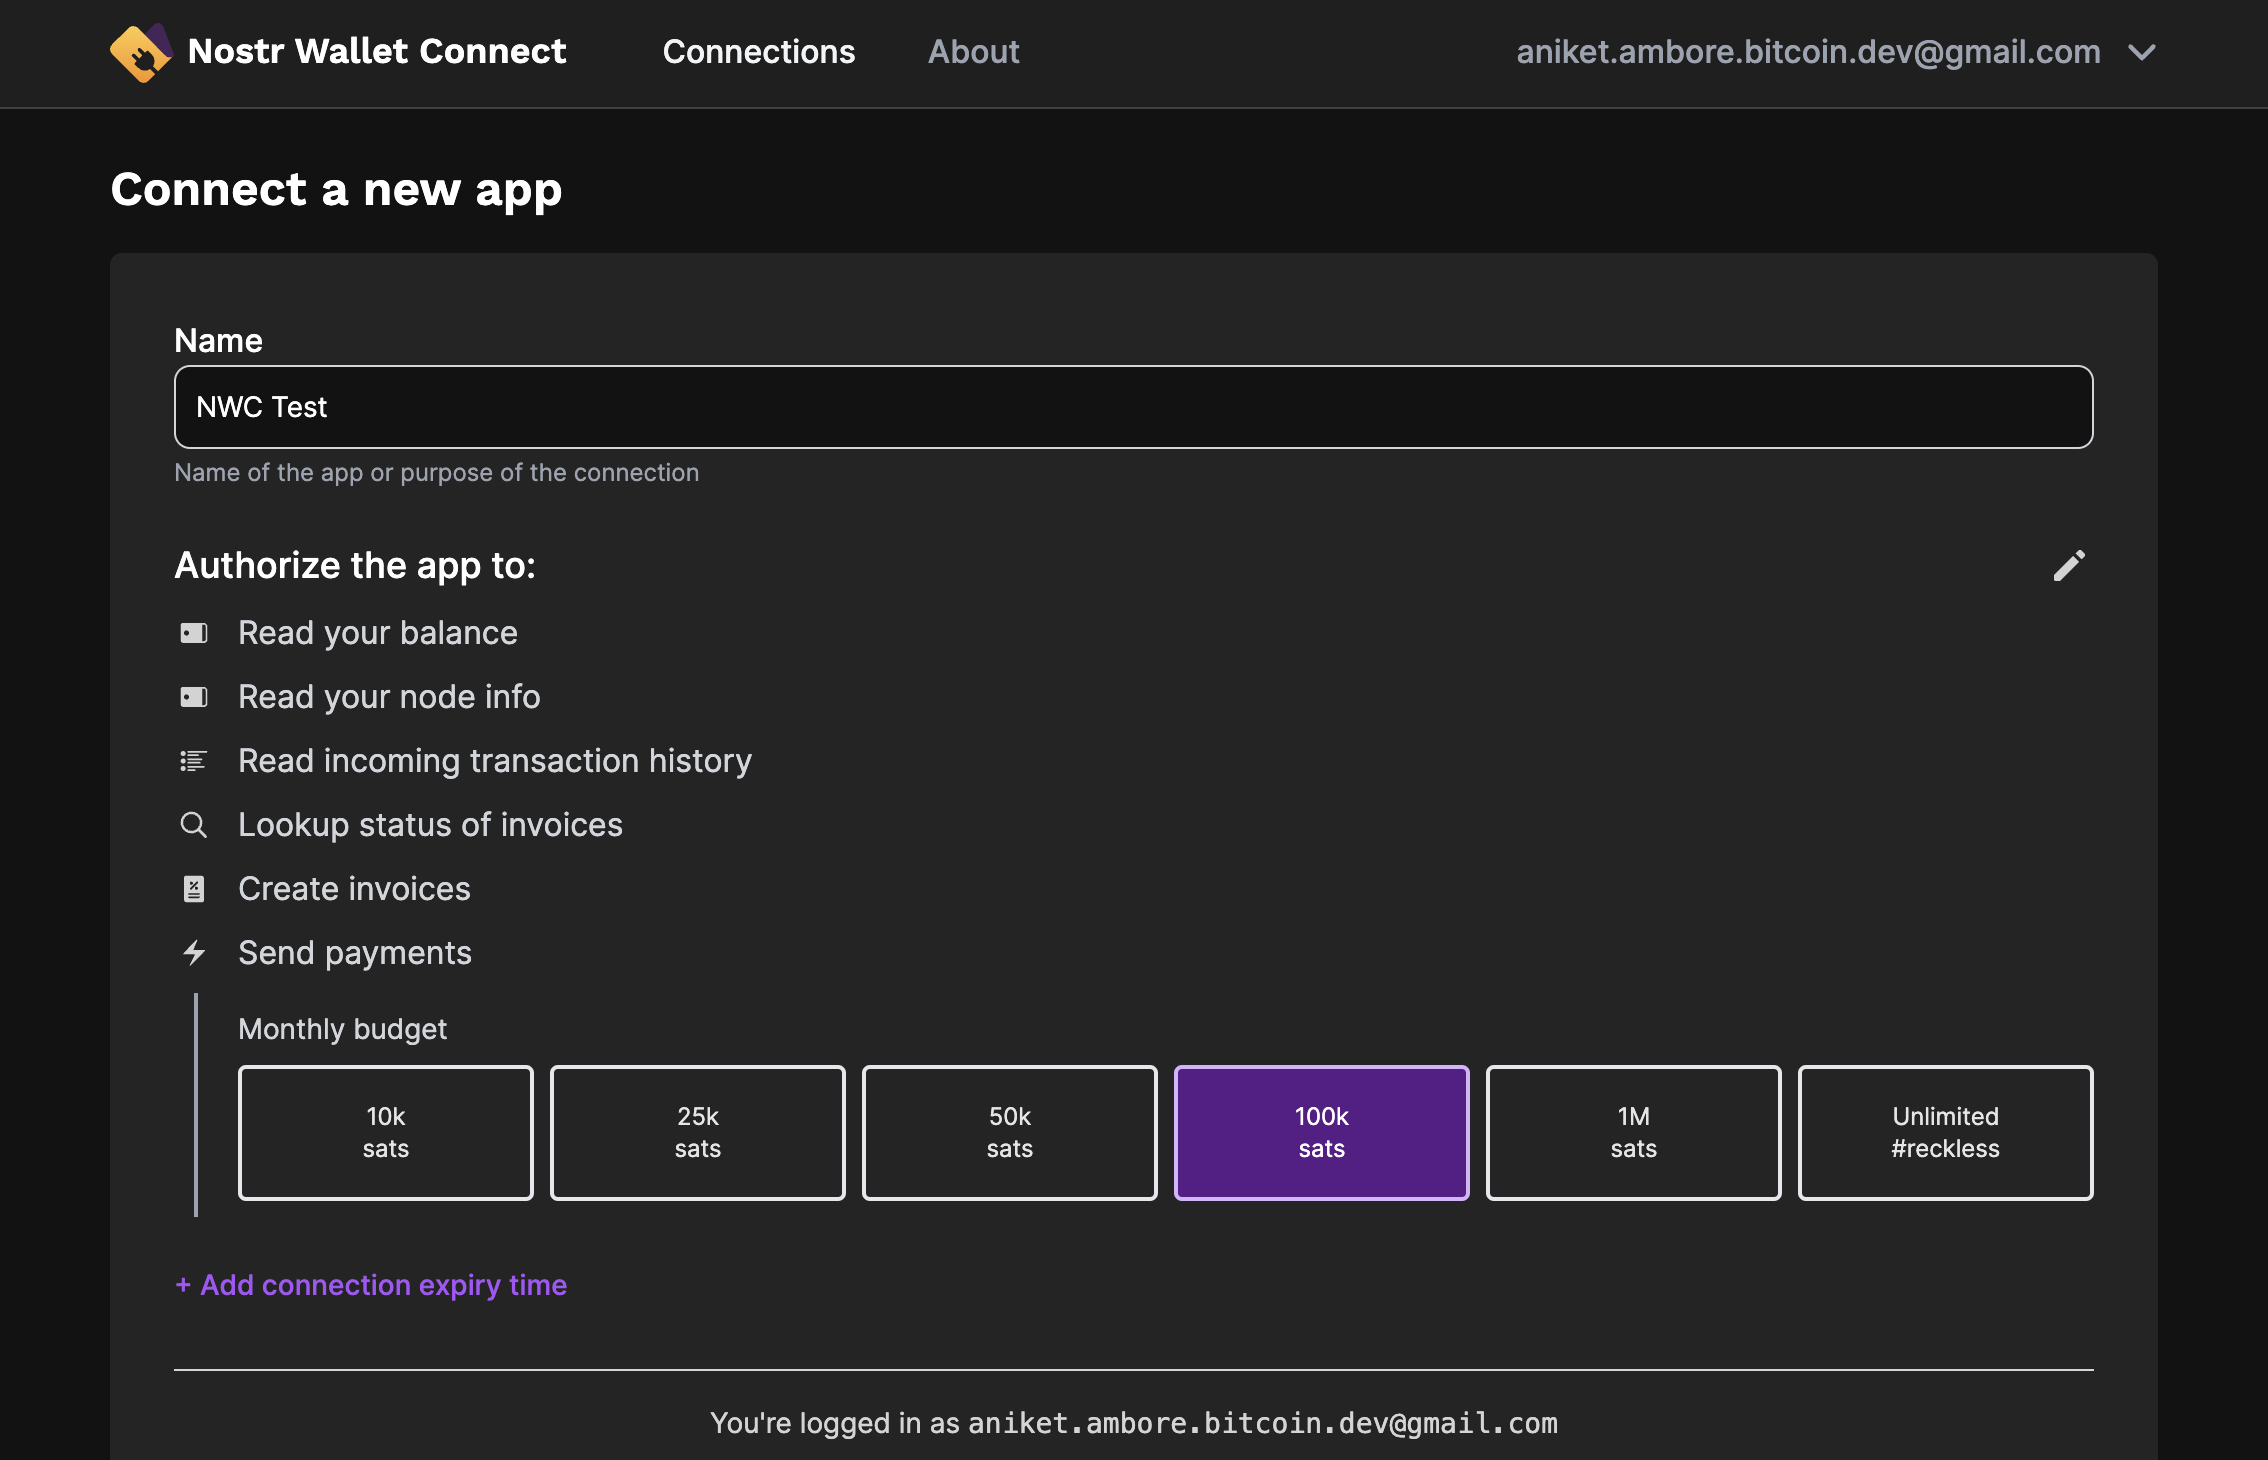 Nostr Wallet Connect
Connections
About
aniket.ambore.bitcoin.dev@gmail.com
Connect a new app
Name
NWC Test
Name of the app or purpose of the connection
Authorize the app to:
Read your balance
Read your node info
Read incoming transaction history
Lookup status of invoices
Create invoices
Send payments
Monthly budget
10k
sats
25k
sats
50k
sats
100k
sats
1M
sats
Unlimited
#reckless
+ Add connection expiry time
You're logged in as aniket.ambore.bitcoin.dev@gmail.com